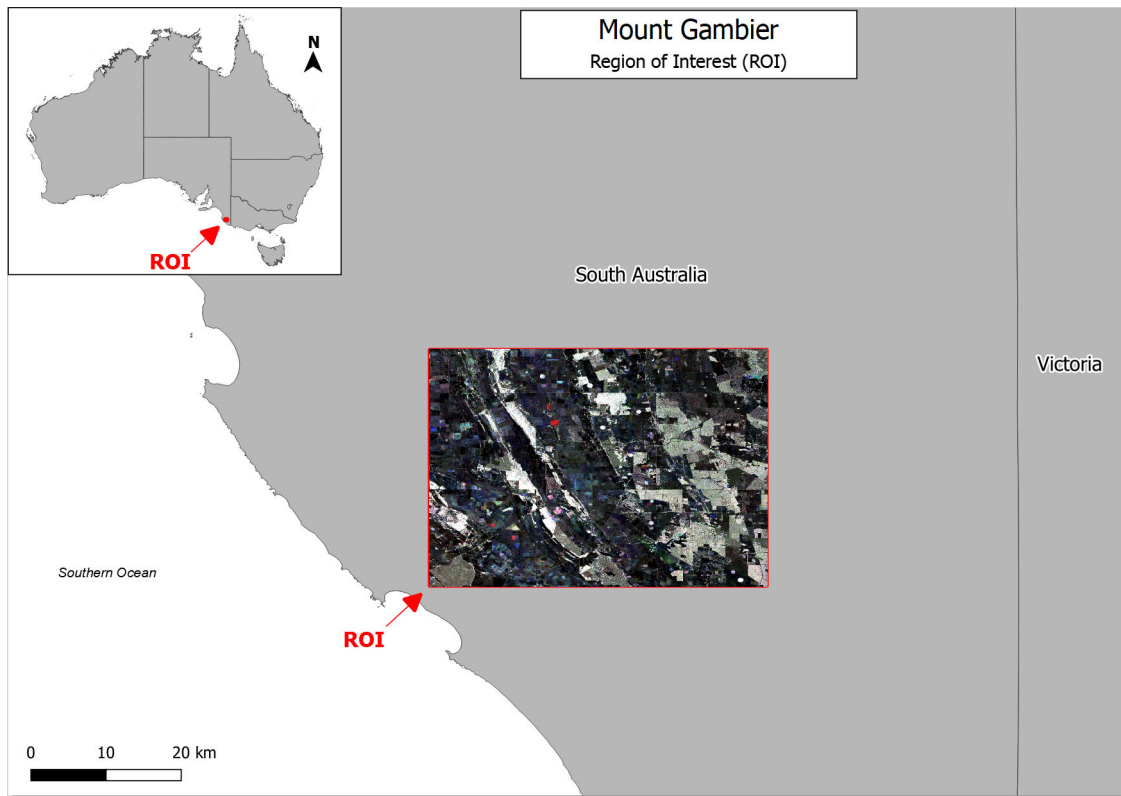 Mount Gambier
Region of Interest (ROI)
N
ROI
South Australia
Victoria
Southern Ocean
ROI
0 10 20 km